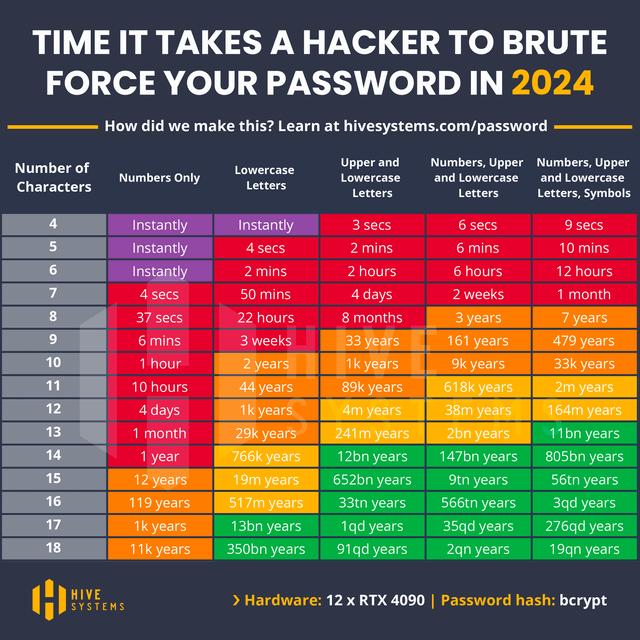 TIME IT TAKES A HACKER TO BRUTE
FORCE YOUR PASSWORD IN 2024
How did we make this? Learn at hivesystems.com/password
Number of Characters | Numbers Only | Lowercase Letters | Upper and Lowercase Letters | Numbers, Upper and Lowercase Letters | Numbers, Upper and Lowercase Letters, Symbols
4 Instantly Instantly 3 secs 6 secs 9 secs
5 Instantly 4 secs 2 mins 6 mins 10 mins
6 Instantly 2 mins 2 hours 6 hours 12 hours
7 4 secs 50 mins 4 days 2 weeks 1 month
8 37 secs 22 hours 8 months 3 years 7 years
9 6 mins 3 weeks 33 years 161 years 479 years
10 1 hour 2 years 1k years 9k years 33k years
11 10 hours 44 years 89k years 618k years 2m years
12 4 days 1k years 4m years 38m years 164m years
13 1 month 29k years 241m years 2bn years 11bn years
14 1 year 766k years 12bn years 147bn years 805bn years
15 12 years 19m years 652bn years 9tn years 56tn years
16 119 years 517m years 33tn years 566tn years 3qd years
17 1k years 13bn years 1qd years 35qd years 276qd years
18 11k years 350bn years 91qd years 2qn years 19qn years
HIVE
SYSTEMS
HIVE
SYSTEMS
❯ Hardware: 12 x RTX 4090 | Password hash: bcrypt